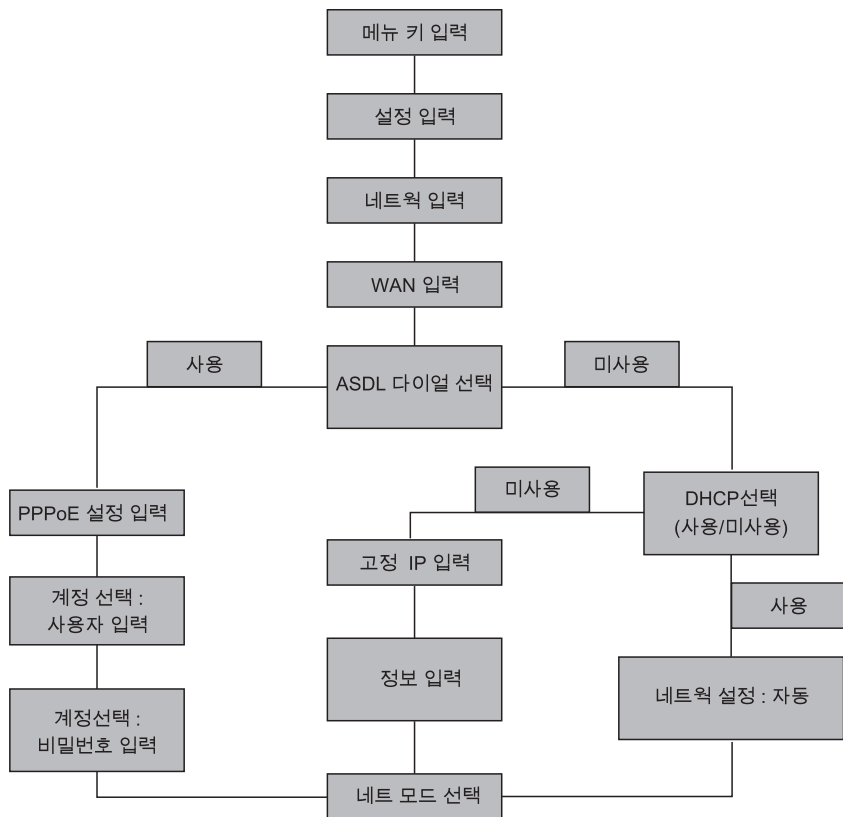 메뉴 키 입력
설정 입력
네트웍 입력
WAN 입력
사용
ASDL 다이얼 선택
미사용
미사용
DHCP선택
(사용/미사용)
PPPoE 설정 입력
고정 IP 입력
계정 선택 :
사용자 입력
사용
정보 입력
네트웍 설정 : 자동
계정선택 :
비밀번호 입력
네트 모드 선택